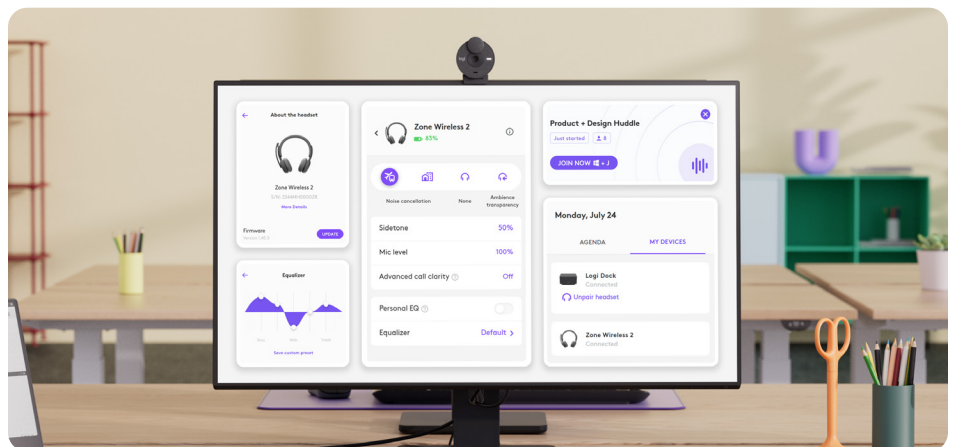 logi
About the headset
Zone Wireless 2
More Details
Firmware
UPDATE
Equalizer
Save custom preset
Zone Wireless 2
65%
Noise cancellation
None
Ambience
transparency
Sidetone
50%
Mic level
100%
Advanced call clarity
Off
Personal EQ
Equalizer
Default
Product + Design Huddle
Just started
8
JOIN NOW + J
Monday, July 24
AGENDA
MY DEVICES
Logi Dock
Connected
Unpair headset
Zone Wireless 2
Connected